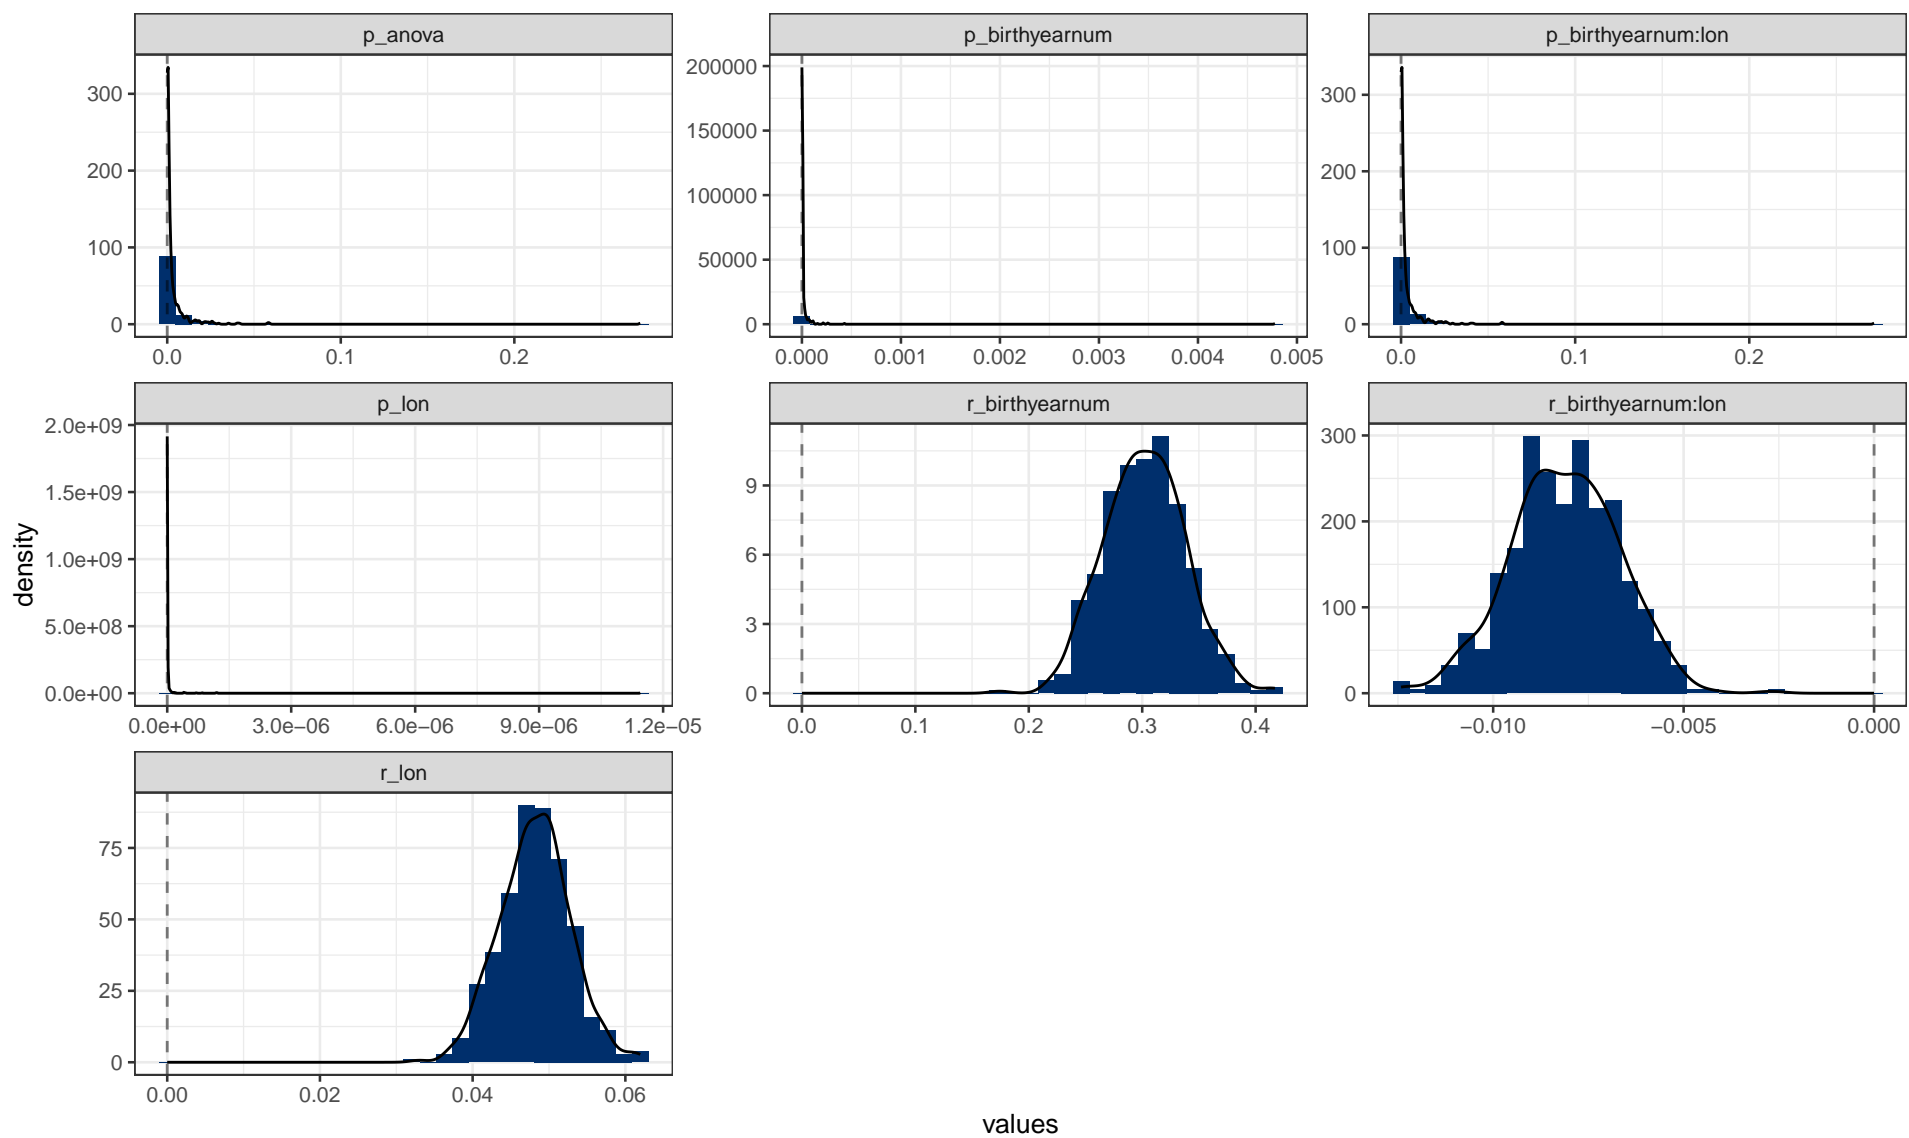 p_anova
p_birthyearnum
p_birthyearnum:lon
300
200
100
0
0.0 0.1 0.2
200000
150000
100000
50000
0
0.000 0.001 0.002 0.003 0.004 0.005
300
200
100
0
0.0 0.1 0.2
p_lon
r_birthyearnum
r_birthyearnum:lon
2.0e+09
1.5e+09
1.0e+09
5.0e+08
0.0e+00
0.0e+00 3.0e−06 6.0e−06 9.0e−06 1.2e−05
9
6
3
0
0.0 0.1 0.2 0.3 0.4
300
200
100
0
−0.010 −0.005 0.000
r_lon
75
50
25
0
0.00 0.02 0.04 0.06
density
values